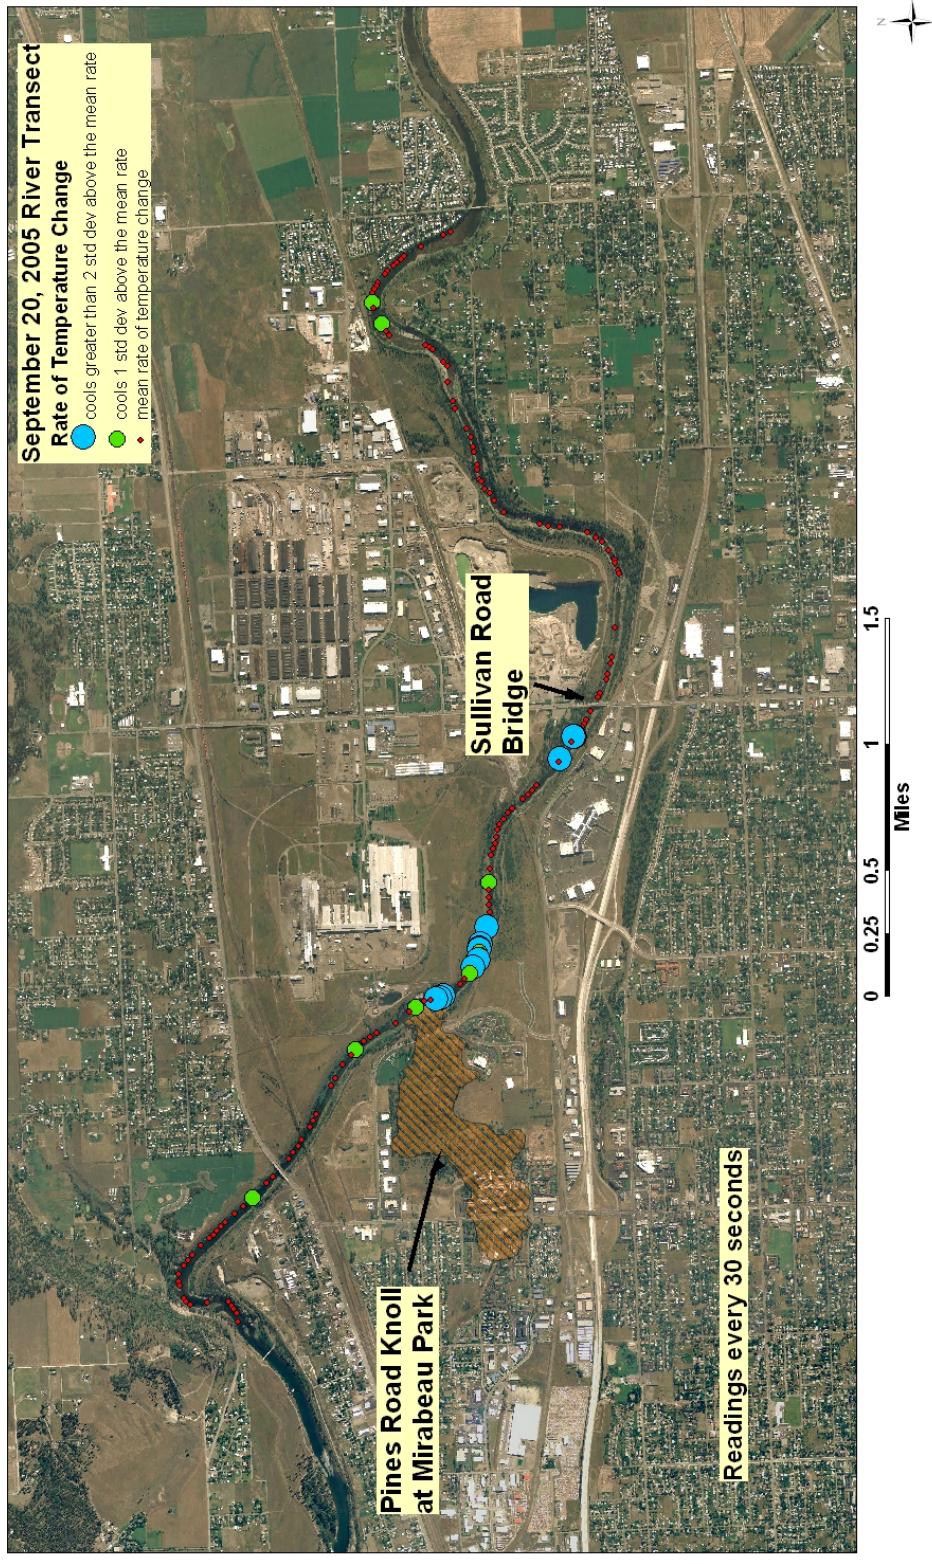 September 20, 2005 River Transect
Rate of Temperature Change
cools greater than 2 std dev above the mean rate
cools 1 std dev above the mean rate
mean rate of temperature change
Sullivan Road
Bridge
Pines Road Knoll
at Mirabeau Park
Readings every 30 seconds
0 0.25 0.5 1 1.5
Miles
N